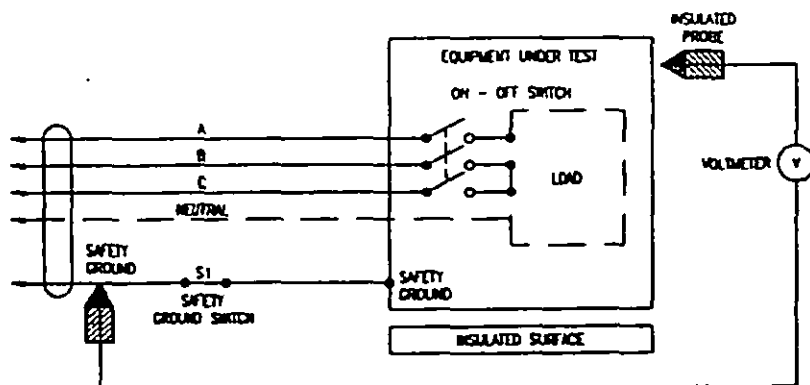 INSULATED
PROBE
EQUIPMENT UNDER TEST
ON - OFF SWITCH
A
B
C
NEUTRAL
LOAD
VOLTMETER
V
SAFETY
GROUND
S1
SAFETY
GROUND SWITCH
SAFETY
GROUND
INSULATED SURFACE